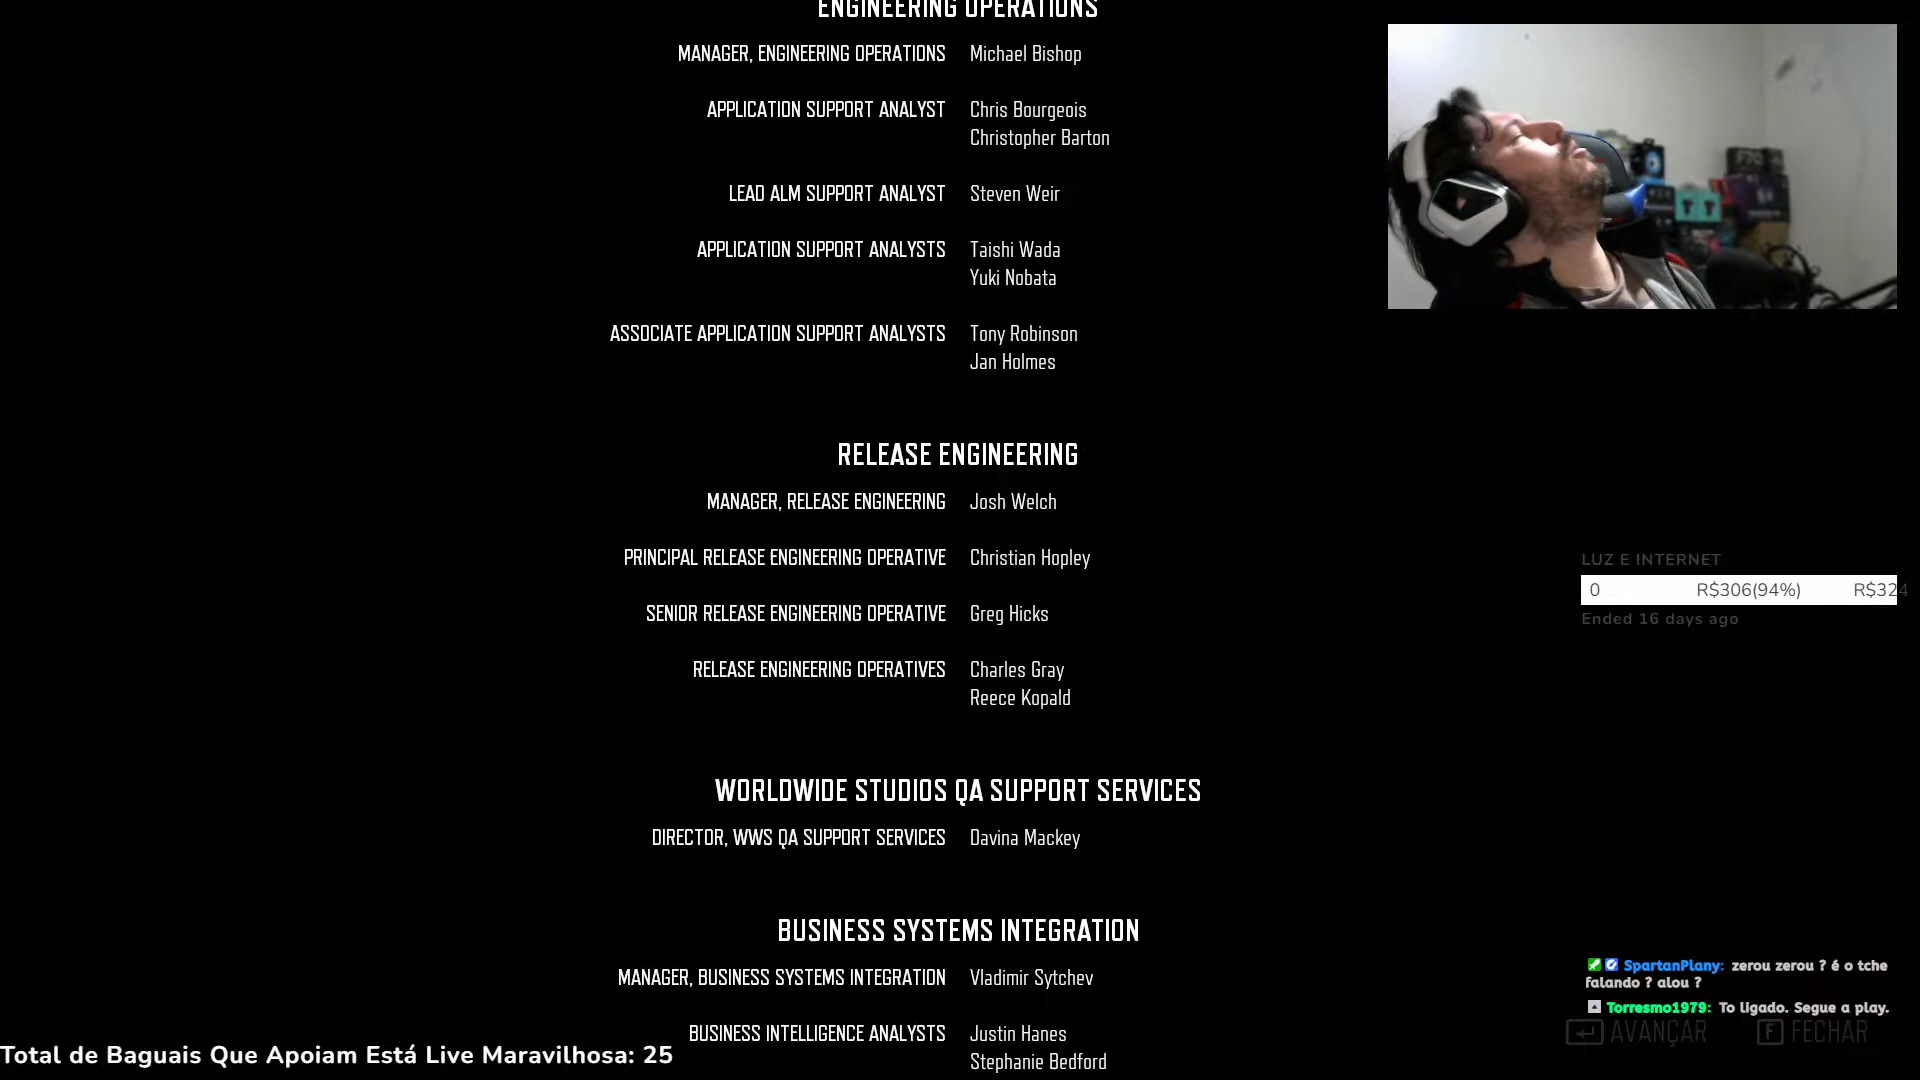 ENGINEERING OPERATIONS
MANAGER, ENGINEERING OPERATIONS Michael Bishop
APPLICATION SUPPORT ANALYST Chris Bourgeois
Christopher Barton
LEAD ALM SUPPORT ANALYST Steven Weir
APPLICATION SUPPORT ANALYSTS Taishi Wada
Yuki Nobata
ASSOCIATE APPLICATION SUPPORT ANALYSTS Tony Robinson
Jan Holmes
RELEASE ENGINEERING
MANAGER, RELEASE ENGINEERING Josh Welch
PRINCIPAL RELEASE ENGINEERING OPERATIVE Christian Hopley
SENIOR RELEASE ENGINEERING OPERATIVE Greg Hicks
RELEASE ENGINEERING OPERATIVES Charles Gray
Reece Kopald
WORLDWIDE STUDIOS QA SUPPORT SERVICES
DIRECTOR, WWS QA SUPPORT SERVICES Davina Mackey
BUSINESS SYSTEMS INTEGRATION
MANAGER, BUSINESS SYSTEMS INTEGRATION Vladimir Sytchev
BUSINESS INTELLIGENCE ANALYSTS Justin Hanes
Stephanie Bedford
LUZ E INTERNET
0 R$306(94%) R$324
Ended 16 days ago
SpartanPlany: zerou zerou ? é o tche
falando ? alou ?
Torresmo1979: To ligado. Segue a play.
AVANÇAR F FECHAR
Total de Baguais Que Apoiam Está Live Maravilhosa: 25